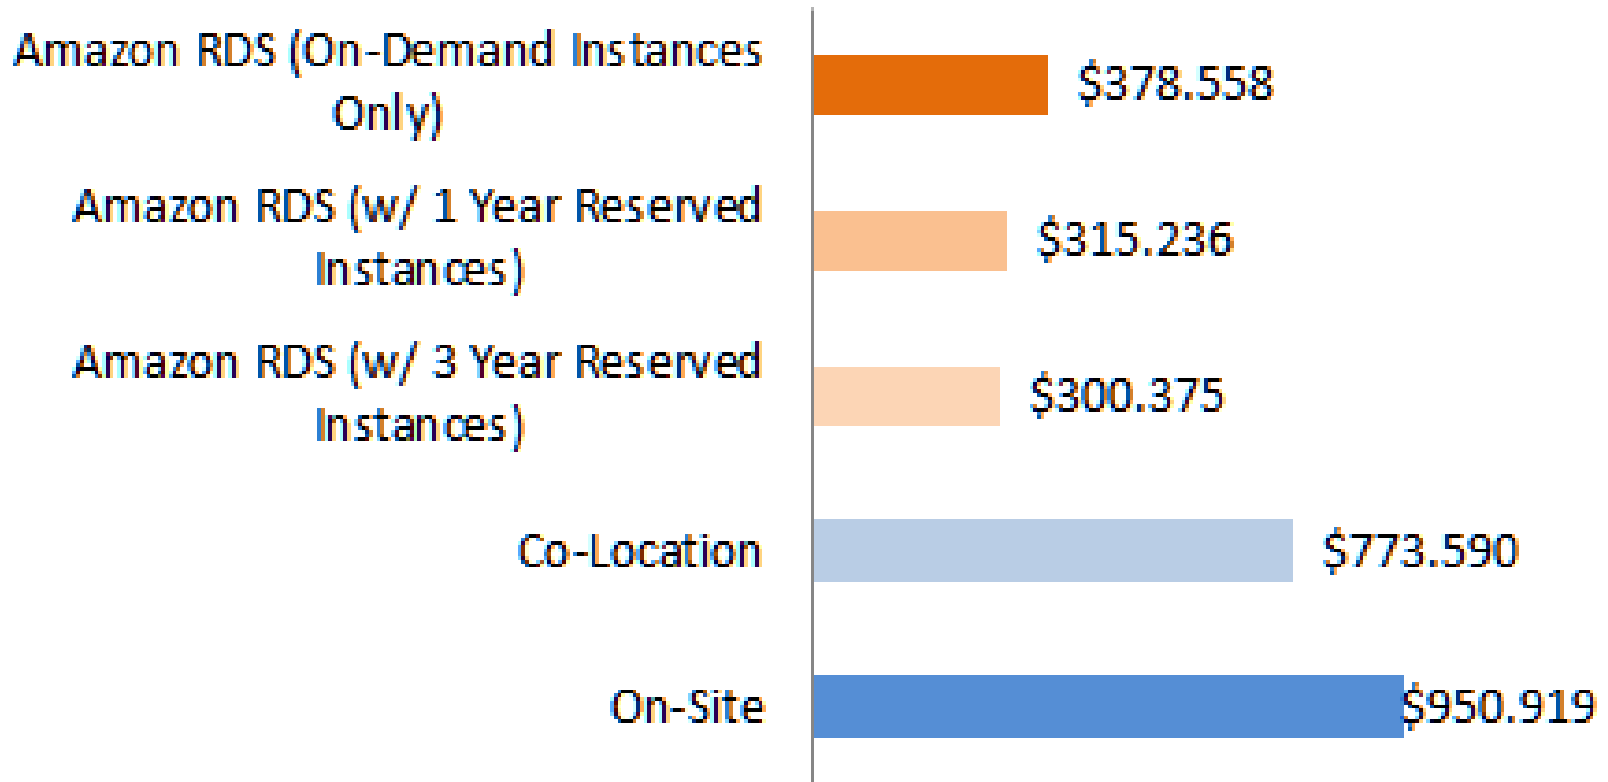 Amazon RDS (On-Demand Instances
Only)
$378.558
Amazon RDS (w/ 1 Year Reserved
Instances)
$315.236
Amazon RDS (w/ 3 Year Reserved
Instances)
$300.375
Co-Location
$773.590
On-Site
$950.919